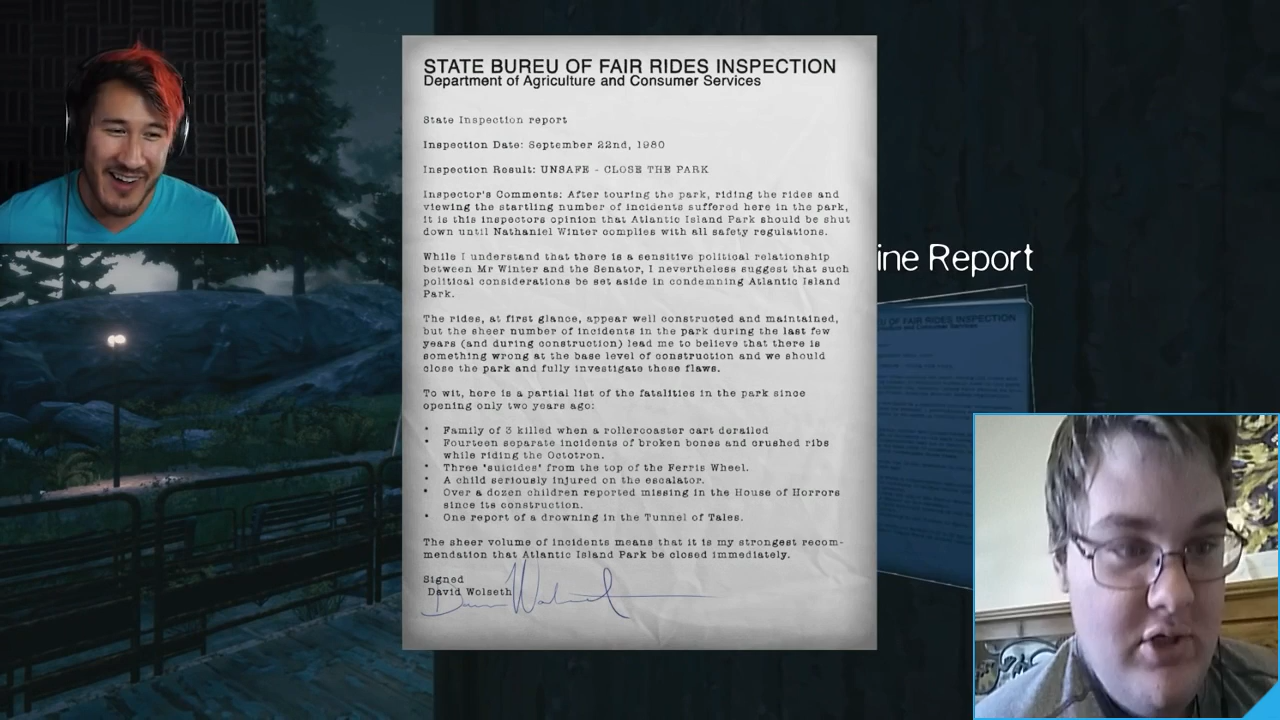 STATE BUREU OF FAIR RIDES INSPECTION
Department of Agriculture and Consumer Services
State Inspection report
Inspection Date: September 22nd, 1980
Inspection Result: UNSAFE - CLOSE THE PARK
Inspector's Comments: After touring the park, riding the rides and
viewing the startling number of incidents suffered here in the park,
it is this inspectors opinion that Atlantic Island Park should be shut
down until Nathaniel Winter complies with all safety regulations.
While I understand that there is a sensitive political relationship
between Mr Winter and the Senator, I nevertheless suggest that such
political considerations be set aside in condemning Atlantic Island
Park.
The rides, at first glance, appear well constructed and maintained,
but the sheer number of incidents in the park during the last few
years (and during construction) lead me to believe that there is
something wrong at the base level of construction and we should
close the park and fully investigate these flaws.
To wit, here is a partial list of the fatalities in the park since
opening only two years ago:
* Family of 3 killed when a rollercoaster cart derailed
* Fourteen separate incidents of broken bones and crushed ribs
while riding the Octotron.
* Three 'suicides' from the top of the Ferris Wheel.
* A child seriously injured on the escalator.
* Over a dozen children reported missing in the House of Horrors
since its construction.
* One report of a drowning in the Tunnel of Tales.
The sheer volume of incidents means that it is my strongest recom-
mendation that Atlantic Island Park be closed immediately.
Signed
David Wolseth
ine Report
U OF FAIR RIDES INSPECTION